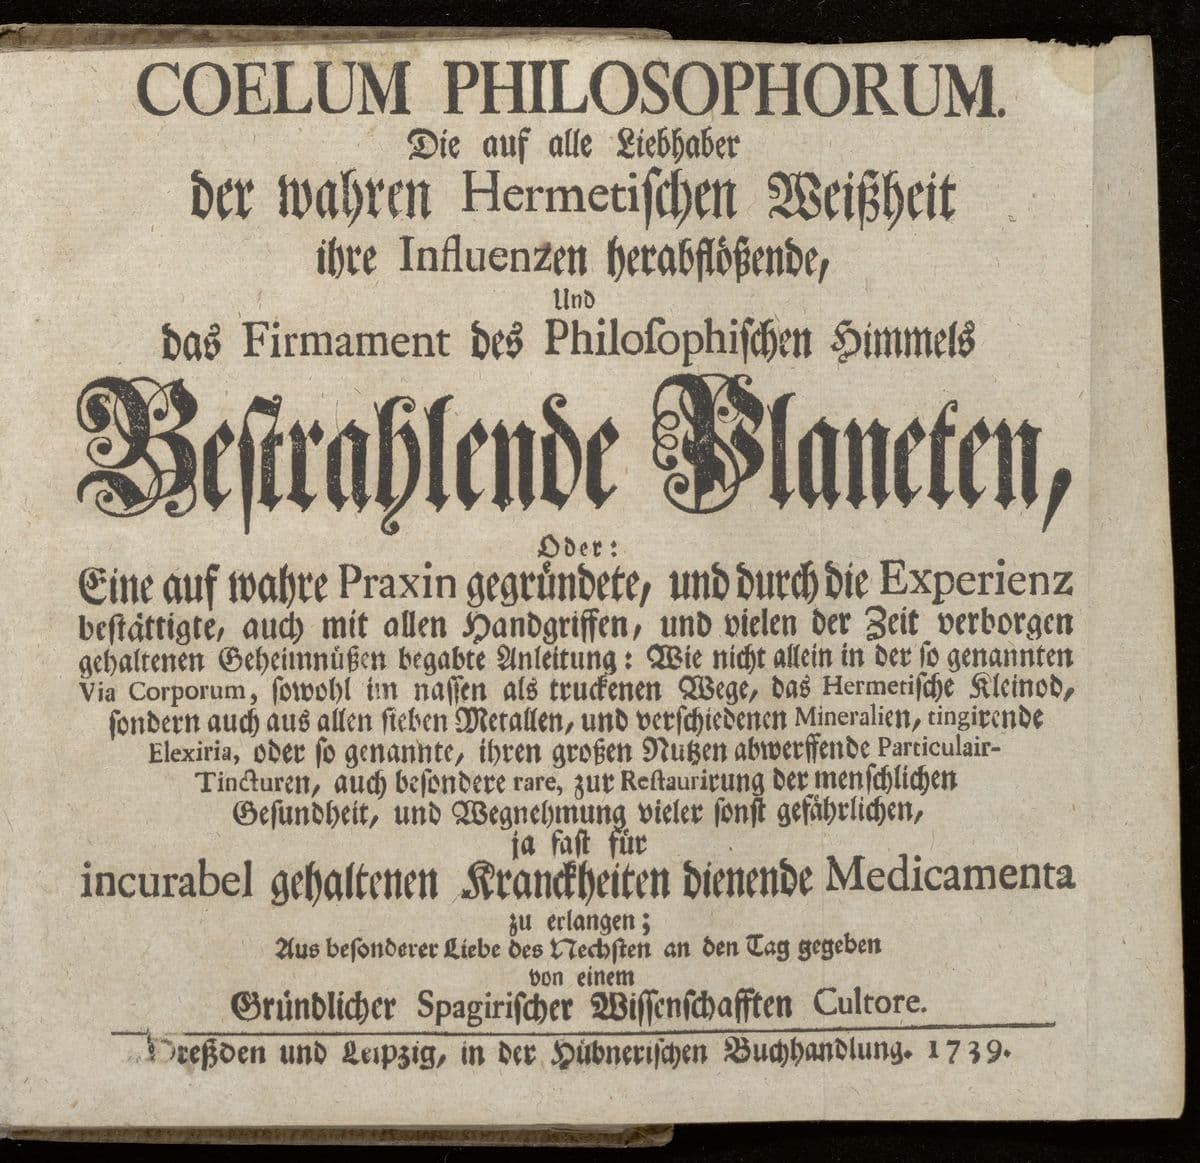 COELUM PHILOSOPHORUM.
Die auf alle Liebhaber
der wahren Hermetiſchen Weißheit
ihre Influenzen herabflößende,
Und
das Firmament des Philoſophiſchen Himmels
Beſtrahlende Planeten,
Oder:
Eine auf wahre Praxin gegründete, und durch die Experienz
beſtättigte, auch mit allen Handgriffen, und vielen der Zeit verborgen
gehaltenen Geheimnüßen begabte Anleitung: Wie nicht allein in der ſo genannten
Via Corporum, ſowohl im naſſen als truckenen Wege, das Hermetiſche Kleinod,
ſondern auch aus allen ſieben Metallen, und verſchiedenen Mineralien, tingirende
Elexiria, oder ſo genannte, ihren großen Nutzen abwerffende Particulair-
Tincturen, auch beſondere rare, zur Reſtaurirung der menſchlichen
Geſundheit, und Wegnehmung vieler ſonſt gefährlichen,
ja faſt für
incurabel gehaltenen Kranckheiten dienende Medicamenta
zu erlangen;
Aus beſonderer Liebe des Nechſten an den Tag gegeben
von einem
Gründlicher Spagiriſcher Wiſſenſchafften Cultore.
Dreßden und Leipzig, in der Hübneriſchen Buchhandlung. 1739.